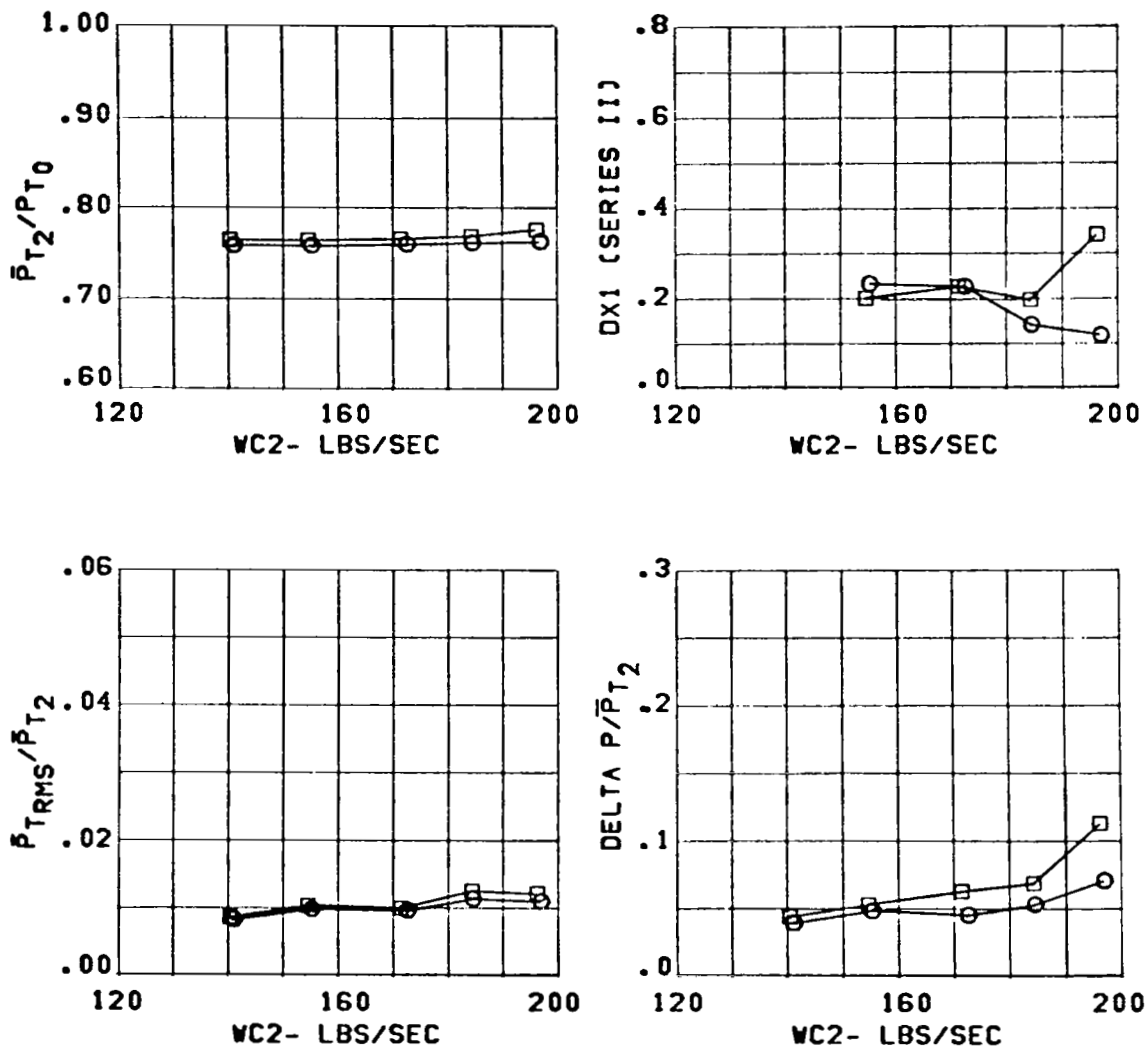 1.00
.90
.80
.70
.60
P̄T2/PT0
120 160 200
WC2- LBS/SEC
.8
.6
.4
.2
.0
DX1 (SERIES II)
120 160 200
WC2- LBS/SEC
.06
.04
.02
.00
P̄TRMS/P̄T2
120 160 200
WC2- LBS/SEC
.3
.2
.1
.0
DELTA P/P̄T2
120 160 200
WC2- LBS/SEC